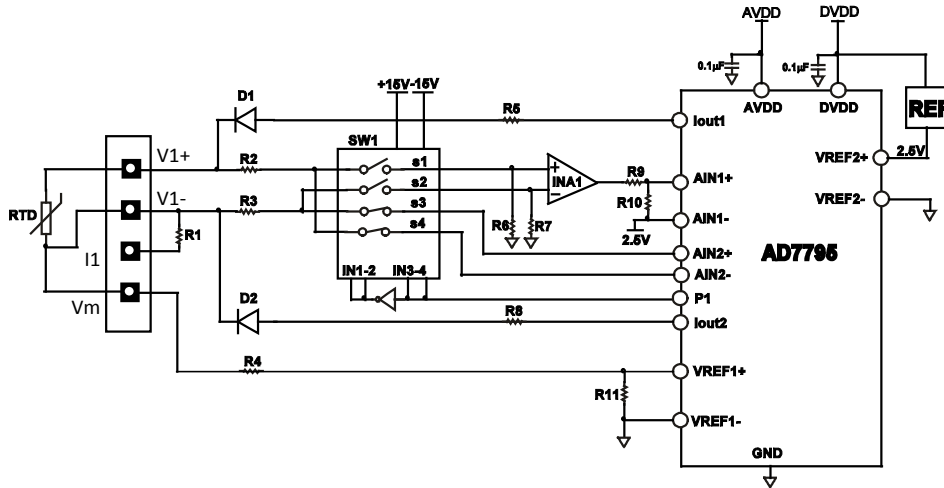 AVDD
DVDD
0.1µF
0.1µF
+15V
-15V
AVDD
DVDD
REF
D1
R5
Iout1
SW1
2.5V
VREF2+
V1+
R2
s1
INA1
R9
AIN1+
s2
VREF2-
RTD
V1-
R3
s3
R6
R7
R10
AIN1-
R1
s4
2.5V
AD7795
AIN2+
I1
IN1-2
IN3-4
AIN2-
P1
Vm
D2
R8
Iout2
R4
VREF1+
R11
VREF1-
GND